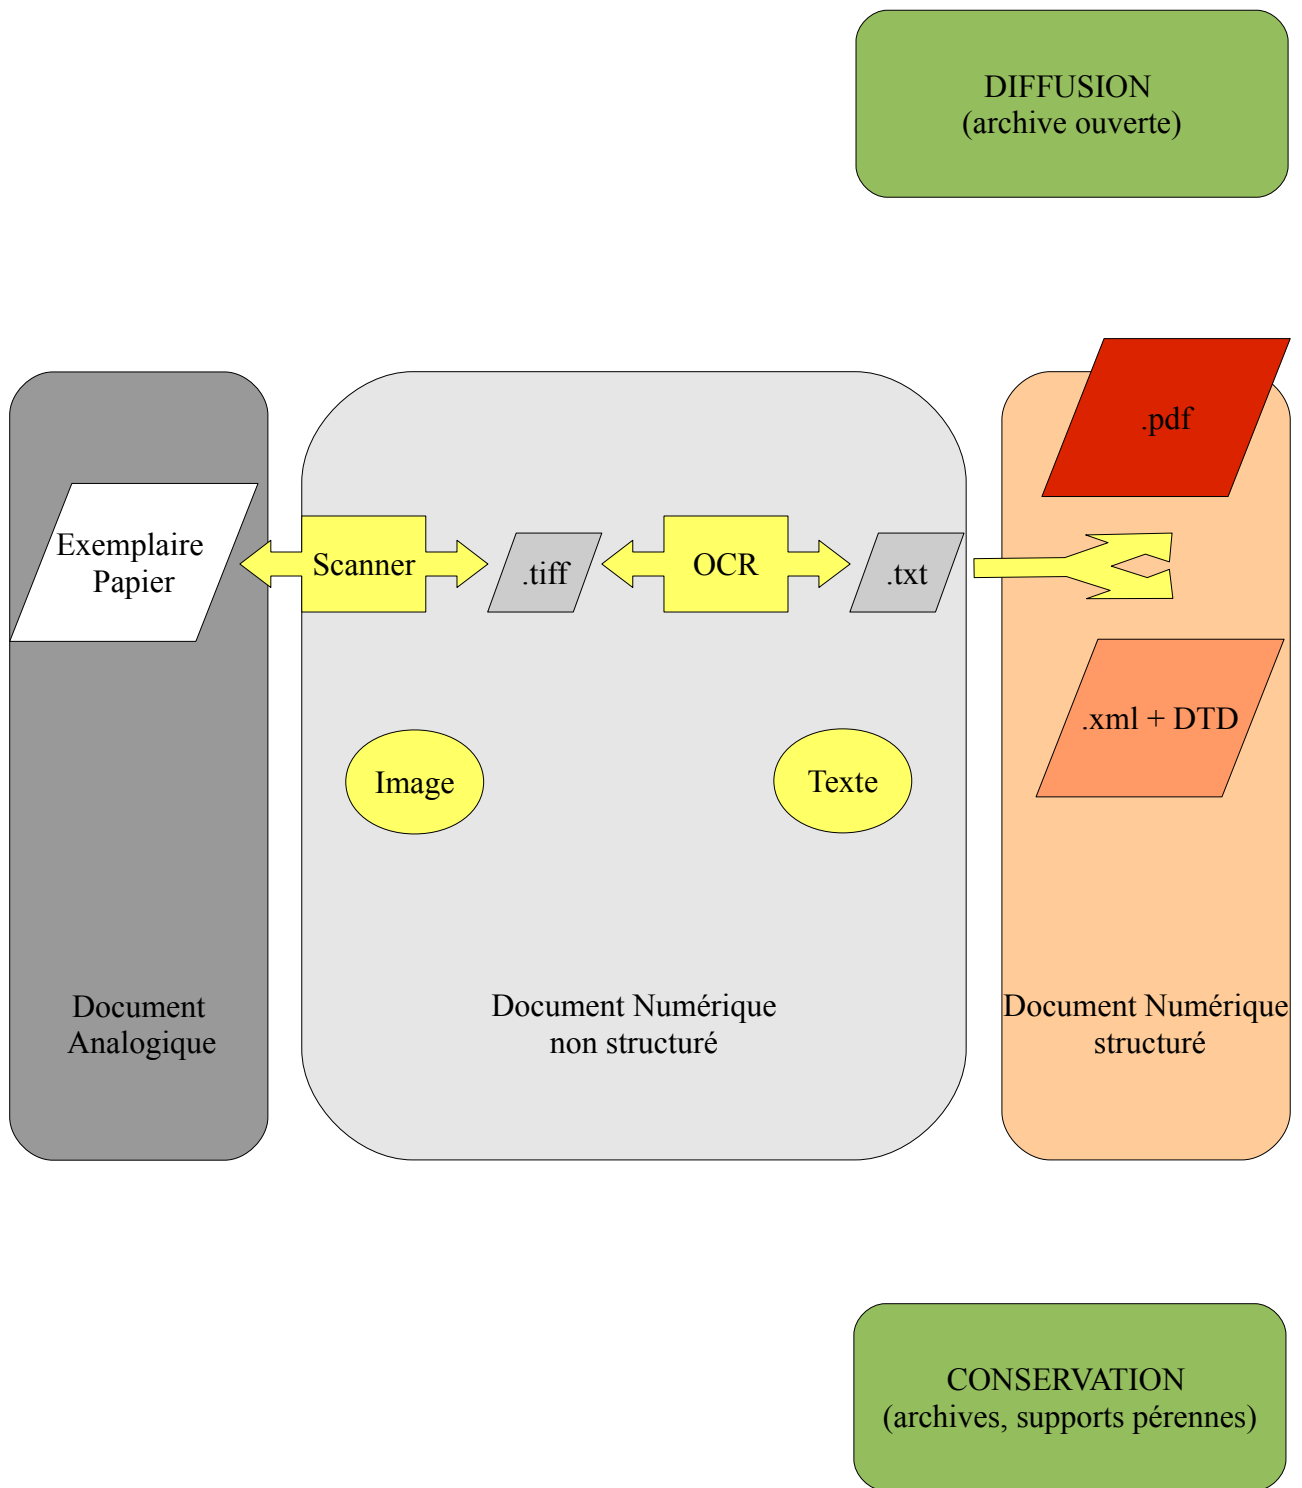 DIFFUSION
(archive ouverte)
.pdf
Exemplaire
Papier
Scanner
.tiff
OCR
.txt
.xml + DTD
Image
Texte
Document
Analogique
Document Numérique
non structuré
Document Numérique
structuré
CONSERVATION
(archives, supports pérennes)